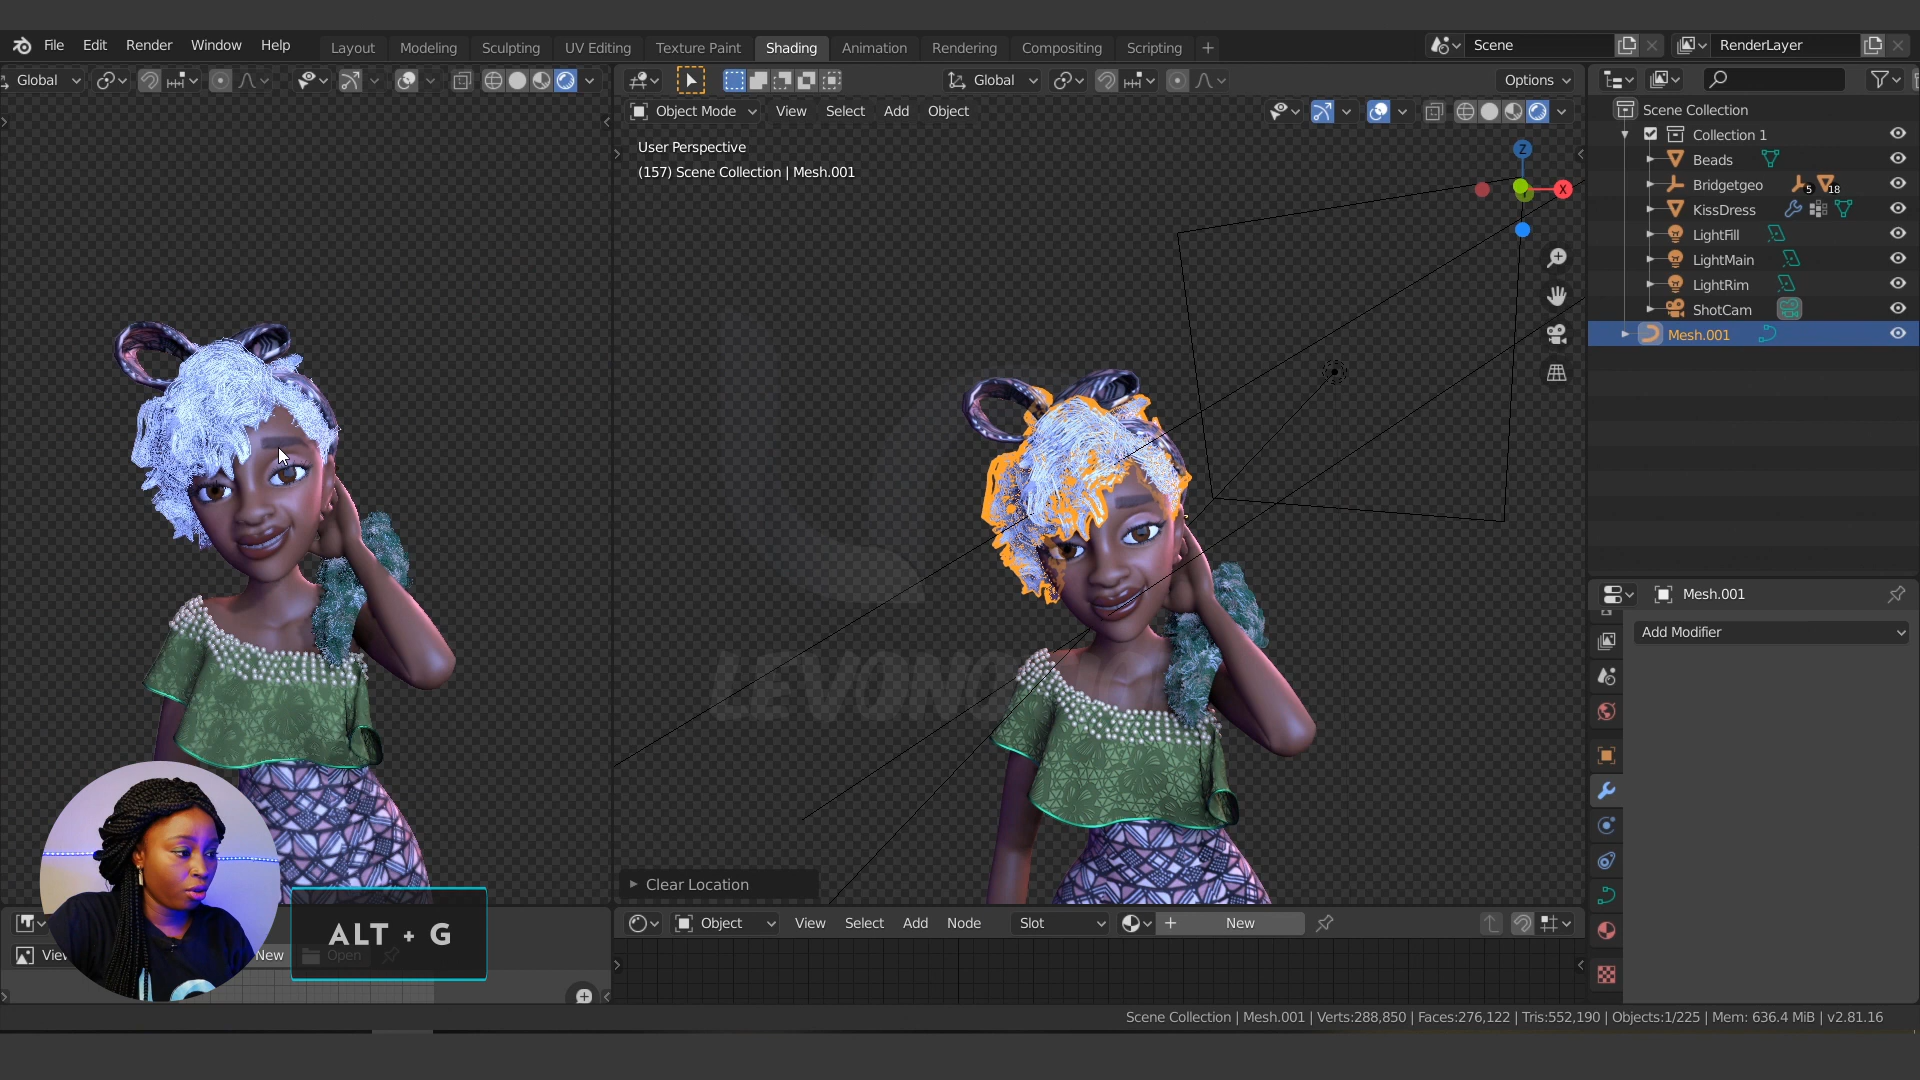 File Edit Render Window Help Layout Modeling Sculpting UV Editing Texture Paint Shading Animation Rendering Compositing Scripting + Scene RenderLayer
Global Global Options
Object Mode View Select Add Object
User Perspective
(157) Scene Collection | Mesh.001
Z
X
Scene Collection
Collection 1
Beads
Bridgetgeo 5 18
KissDress
LightFill
LightMain
LightRim
ShotCam
Mesh.001
Mesh.001
Add Modifier
Clear Location
Object View Select Add Node Slot New
ALT + G
New Open
Scene Collection | Mesh.001 | Verts:288,850 | Faces:276,122 | Tris:552,190 | Objects:1/225 | Mem: 636.4 MiB | v2.81.16